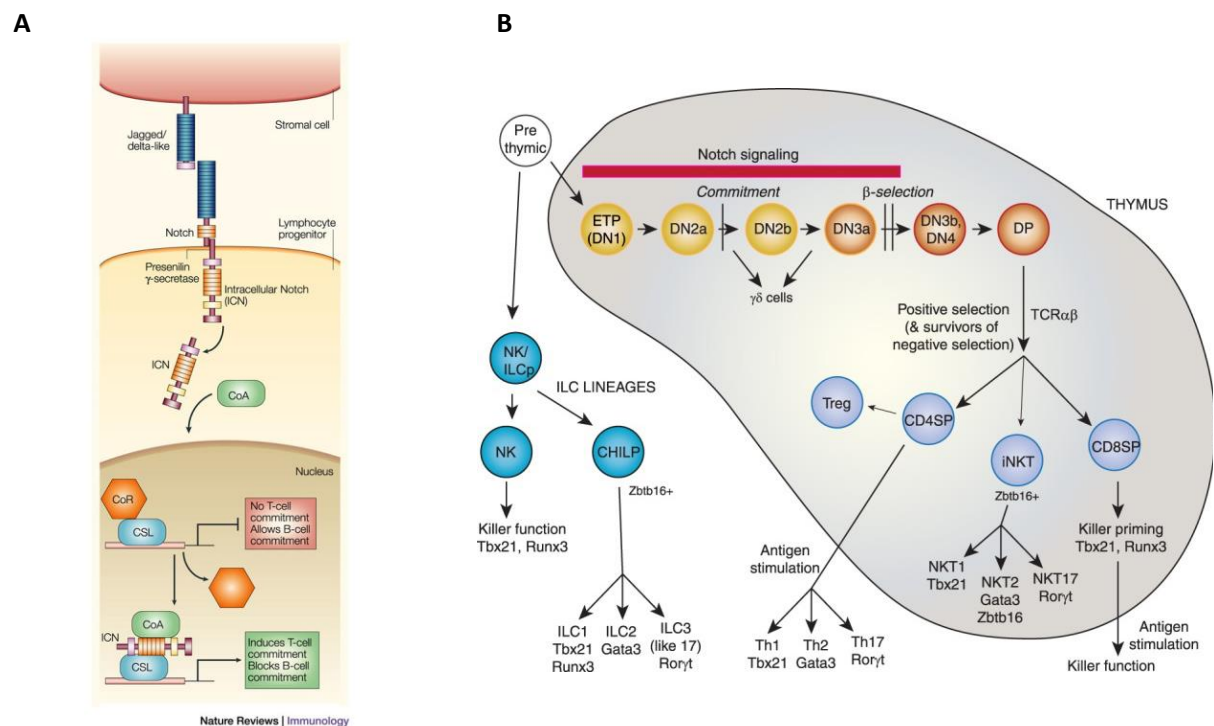 A
Stromal cell
Jagged/
delta-like
Lymphocyte
progenitor
Notch
Presenilin
γ-secretase
Intracellular Notch
(ICN)
ICN
CoA
Nucleus
CoR
CSL
No T-cell
commitment
Allows B-cell
commitment
CoA
ICN
CSL
Induces T-cell
commitment
Blocks B-cell
commitment
Nature Reviews | Immunology
B
Pre
thymic
Notch signaling
Commitment
β-selection
THYMUS
ETP
(DN1)
DN2a
DN2b
DN3a
DN3b,
DN4
DP
γδ cells
Positive selection
(& survivors of
negative selection)
TCRαβ
NK/
ILCp
ILC LINEAGES
Treg
CD4SP
iNKT
CD8SP
NK
CHILP
Zbtb16+
Zbtb16+
Killer function
Tbx21, Runx3
Killer priming
Tbx21, Runx3
Antigen
stimulation
NKT1
Tbx21
NKT2
Gata3
Zbtb16
NKT17
Rorγt
ILC1
Tbx21
Runx3
ILC2
Gata3
ILC3
(like 17)
Rorγt
Th1
Tbx21
Th2
Gata3
Th17
Rorγt
Antigen
stimulation
Killer function